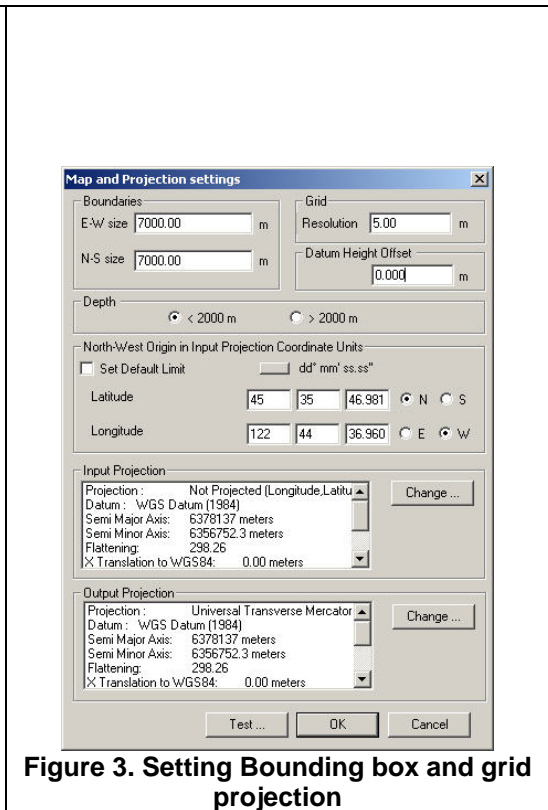 Map and Projection settings
Boundaries
E-W size 7000.00 m
N-S size 7000.00 m
Grid
Resolution 5.00 m
Datum Height Offset
0.000 m
Depth
< 2000 m > 2000 m
North-West Origin in Input Projection Coordinate Units
Set Default Limit dd° mm' ss.ss"
Latitude 45 35 46.981 N S
Longitude 122 44 36.960 E W
Input Projection
Projection : Not Projected (Longitude,Latitu
Datum : WGS Datum (1984)
Semi Major Axis: 6378137 meters
Semi Minor Axis: 6356752.3 meters
Flattening: 298.26
X Translation to WGS84: 0.00 meters
Change ...
Output Projection
Projection : Universal Transverse Mercator
Datum : WGS Datum (1984)
Semi Major Axis: 6378137 meters
Semi Minor Axis: 6356752.3 meters
Flattening: 298.26
X Translation to WGS84: 0.00 meters
Change ...
Test ... OK Cancel
Figure 3. Setting Bounding box and grid
projection